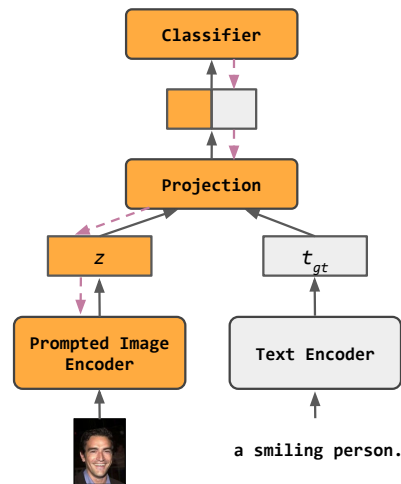 Classifier
Projection
z
t_gt
Prompted Image
Encoder
Text Encoder
a smiling person.